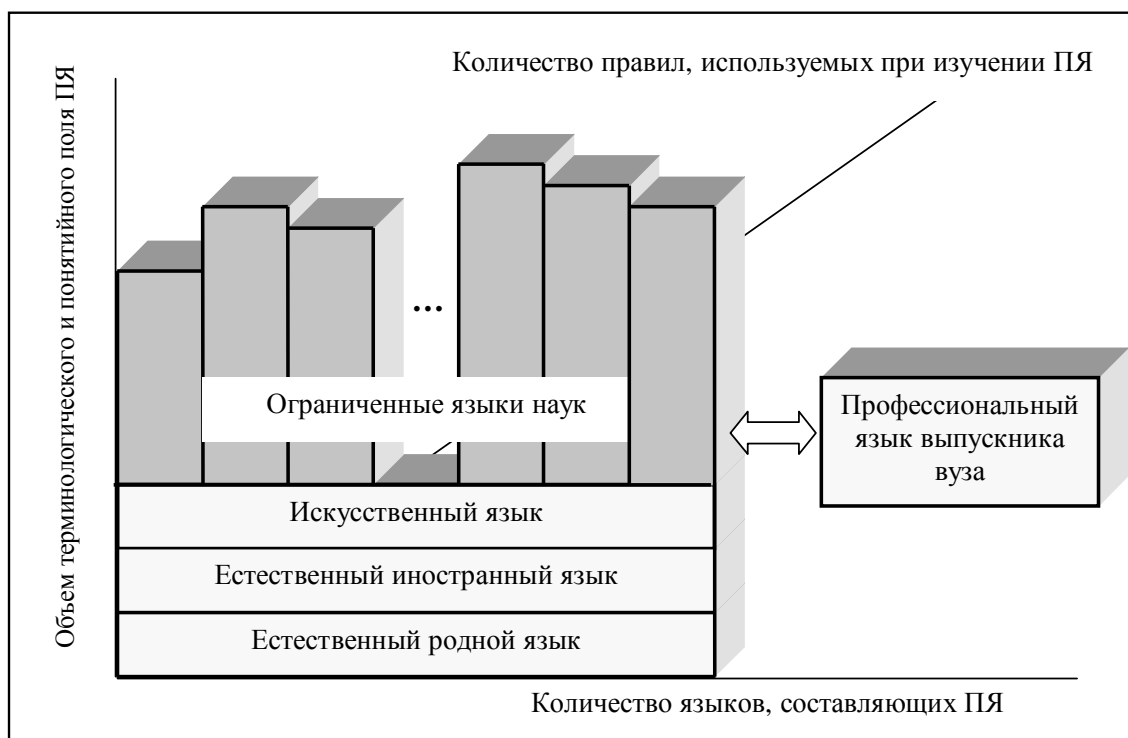 Количество правил, используемых при изучении ПЯ
Объем терминологического и понятийного поля ПЯ
...
Ограниченные языки наук
Профессиональный
язык выпускника
вуза
Искусственный язык
Естественный иностранный язык
Естественный родной язык
Количество языков, составляющих ПЯ